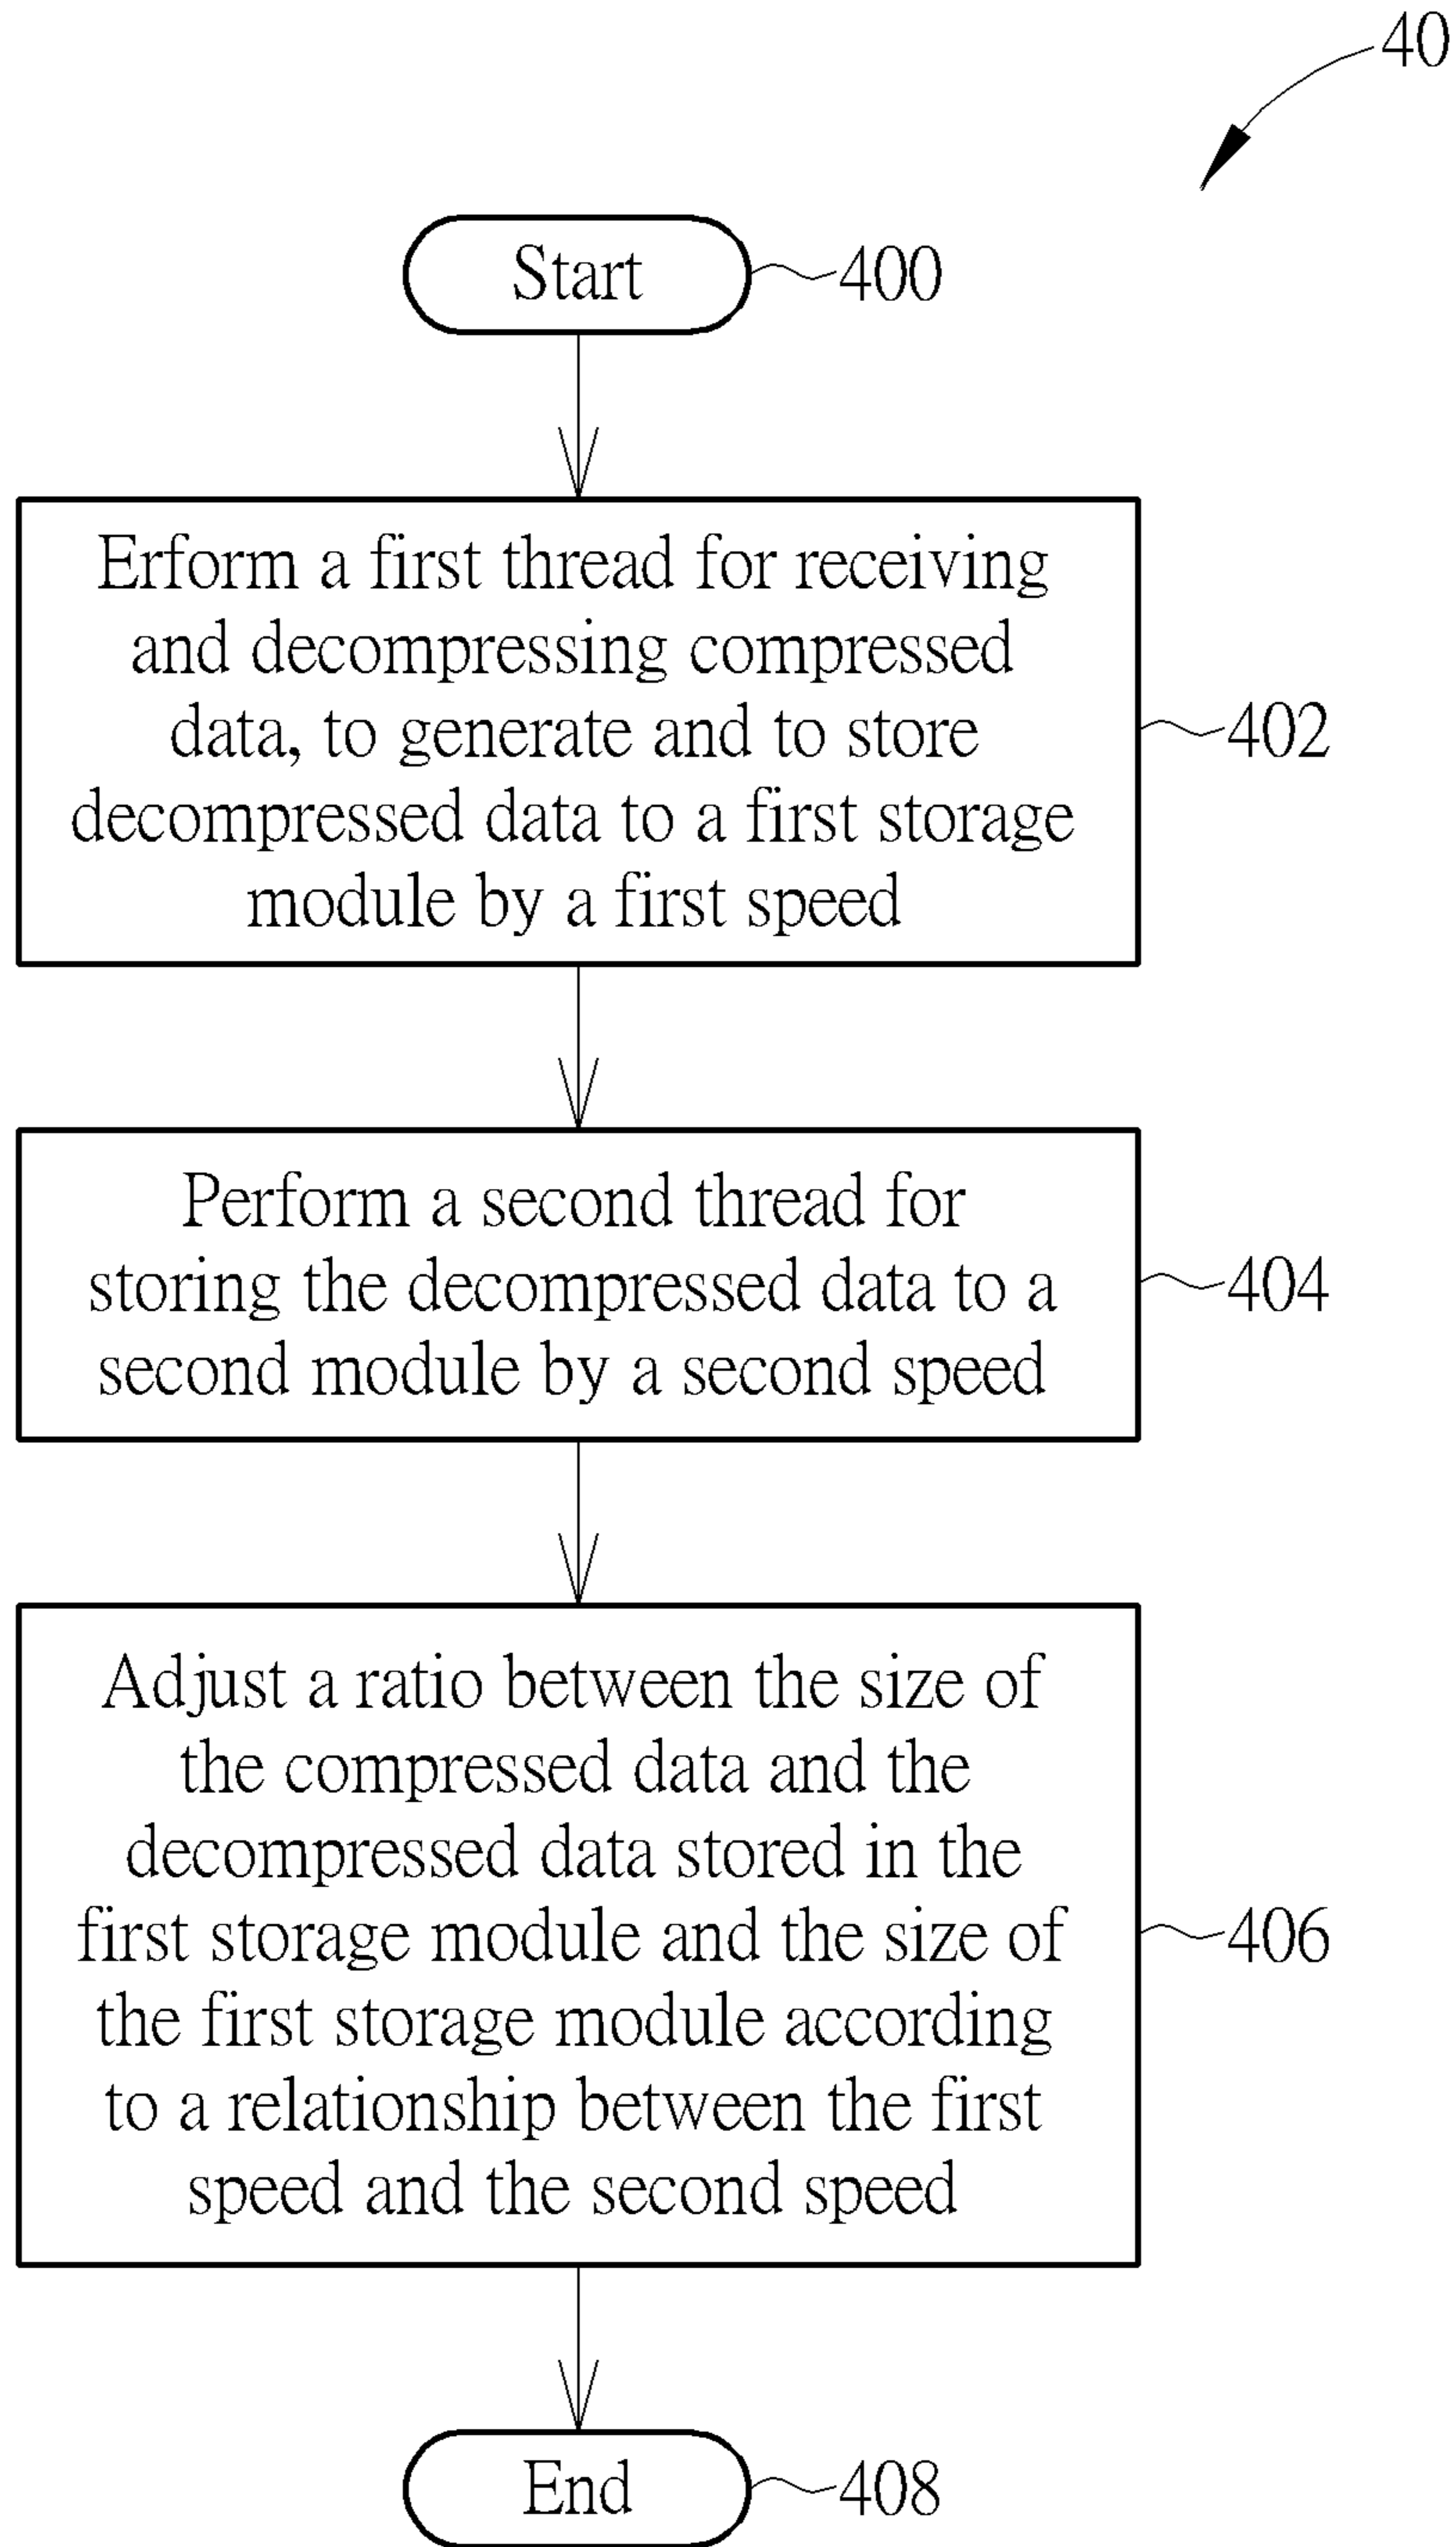 40
Start
400
Erform a first thread for receiving
and decompressing compressed
data, to generate and to store
decompressed data to a first storage
module by a first speed
402
Perform a second thread for
storing the decompressed data to a
second module by a second speed
404
Adjust a ratio between the size of
the compressed data and the
decompressed data stored in the
first storage module and the size of
the first storage module according
to a relationship between the first
speed and the second speed
406
End
408